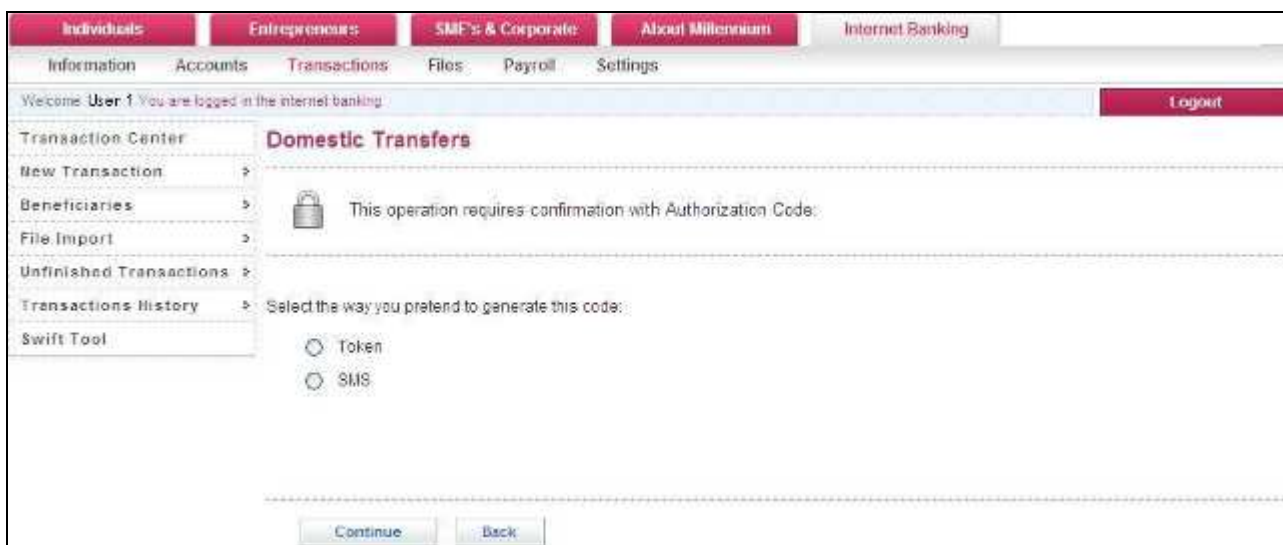 Individuals Entrepreneurs SME's & Corporate About Millennium Internet Banking
Information Accounts Transactions Files Payroll Settings
Welcome User 1 You are logged in the internet banking Logout
Transaction Center
New Transaction
Beneficiaries
File Import
Unfinished Transactions
Transactions History
Swift Tool
Domestic Transfers
This operation requires confirmation with Authorization Code:
Select the way you pretend to generate this code:
Token
SMS
Continue Back